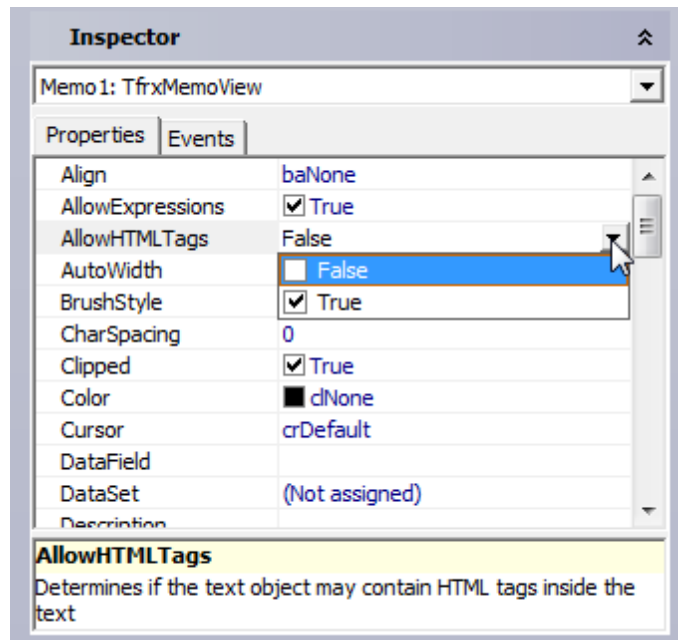 Inspector
Memo1: TfrxMemoView
Properties Events
Align baNone
AllowExpressions True
AllowHTMLTags False
AutoWidth False
BrushStyle True
CharSpacing 0
Clipped True
Color clNone
Cursor crDefault
DataField
DataSet (Not assigned)
Description
AllowHTMLTags
Determines if the text object may contain HTML tags inside the
text